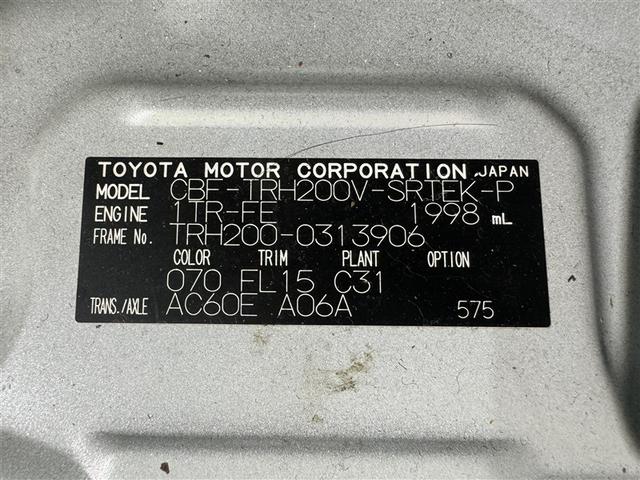 TOYOTA MOTOR CORPORATION JAPAN
MODEL CBF-TRH200V-SRTEK-P
ENGINE 1TR-FE 1998 mL
FRAME No. TRH200-0313906
COLOR TRIM PLANT OPTION
070 FL15 C31
TRANS./AXLE AC60E A06A 575